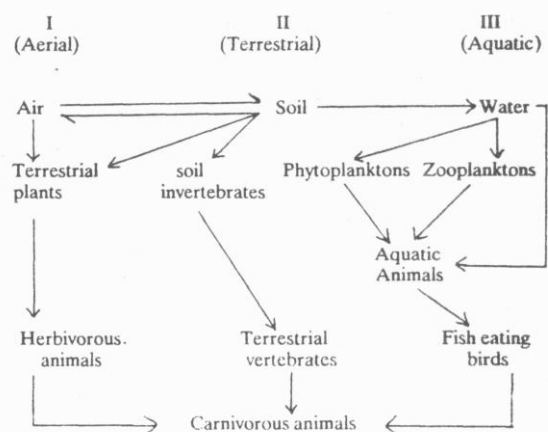 I II III
(Aerial) (Terrestrial) (Aquatic)
Air Soil Water
Terrestrial plants
soil invertebrates
Phytoplanktons Zooplanktons
Aquatic
Animals
Herbivorous.
animals
Terrestrial
vertebrates
Fish eating
birds
Carnivorous animals